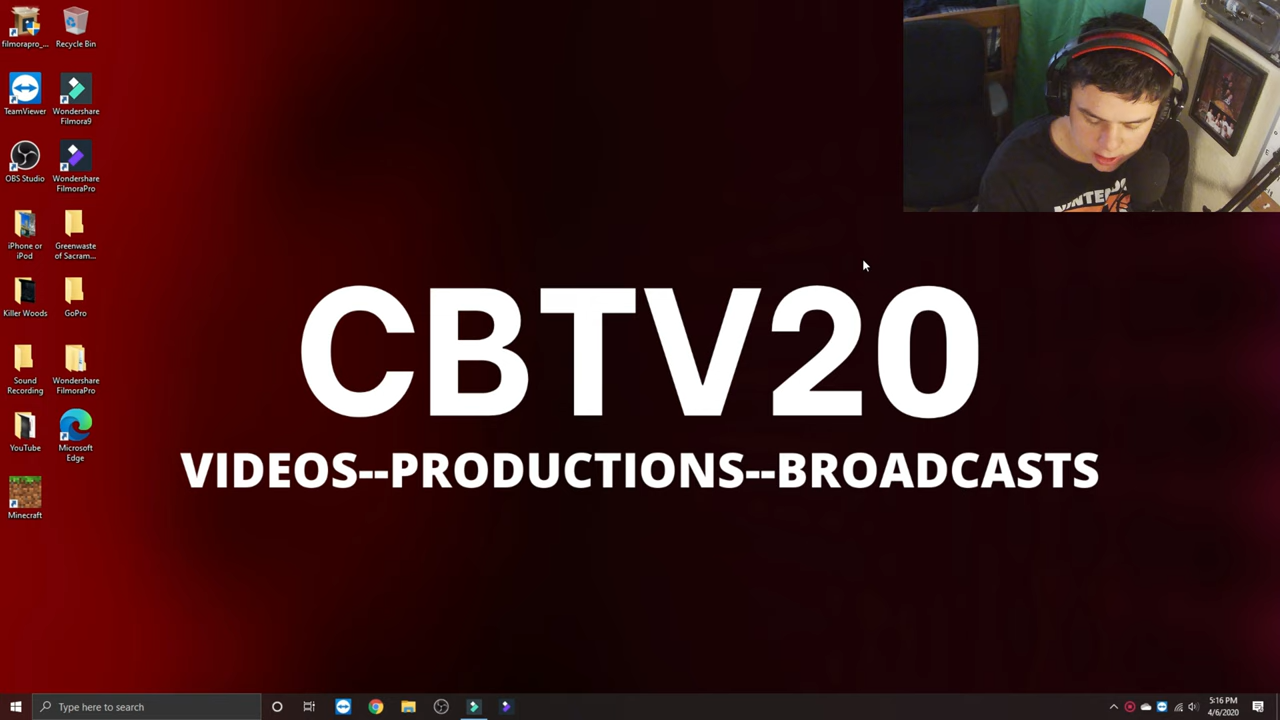 filmorapro_...
Recycle Bin
TeamViewer
Wondershare
Filmora9
OBS Studio
Wondershare
FilmoraPro
iPhone or
iPod
Greenwaste
of Sacram...
Killer Woods
GoPro
Sound
Recording
Wondershare
FilmoraPro
YouTube
Microsoft
Edge
Minecraft
NINTENDO
CBTV20
VIDEOS--PRODUCTIONS--BROADCASTS
Type here to search
5:16 PM
4/6/2020